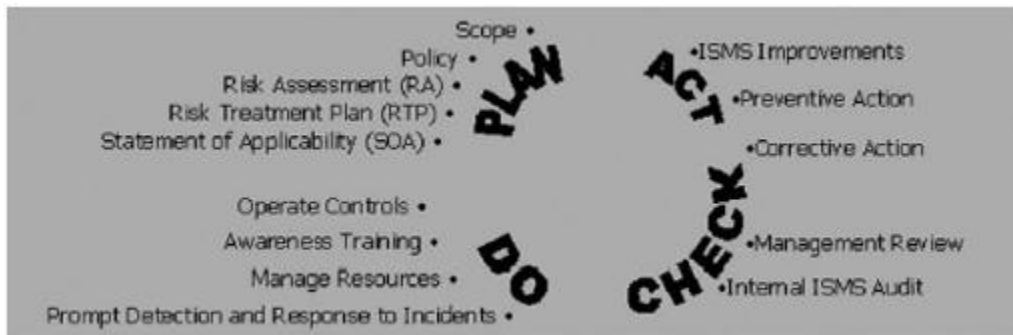 Scope •
Policy •
Risk Assessment (RA) •
Risk Treatment Plan (RTP) •
Statement of Applicability (SOA) •
PLAN
Operate Controls •
Awareness Training •
Manage Resources •
Prompt Detection and Response to Incidents •
DO
ACT
•ISMS Improvements
•Preventive Action
•Corrective Action
CHECK
•Management Review
•Internal ISMS Audit